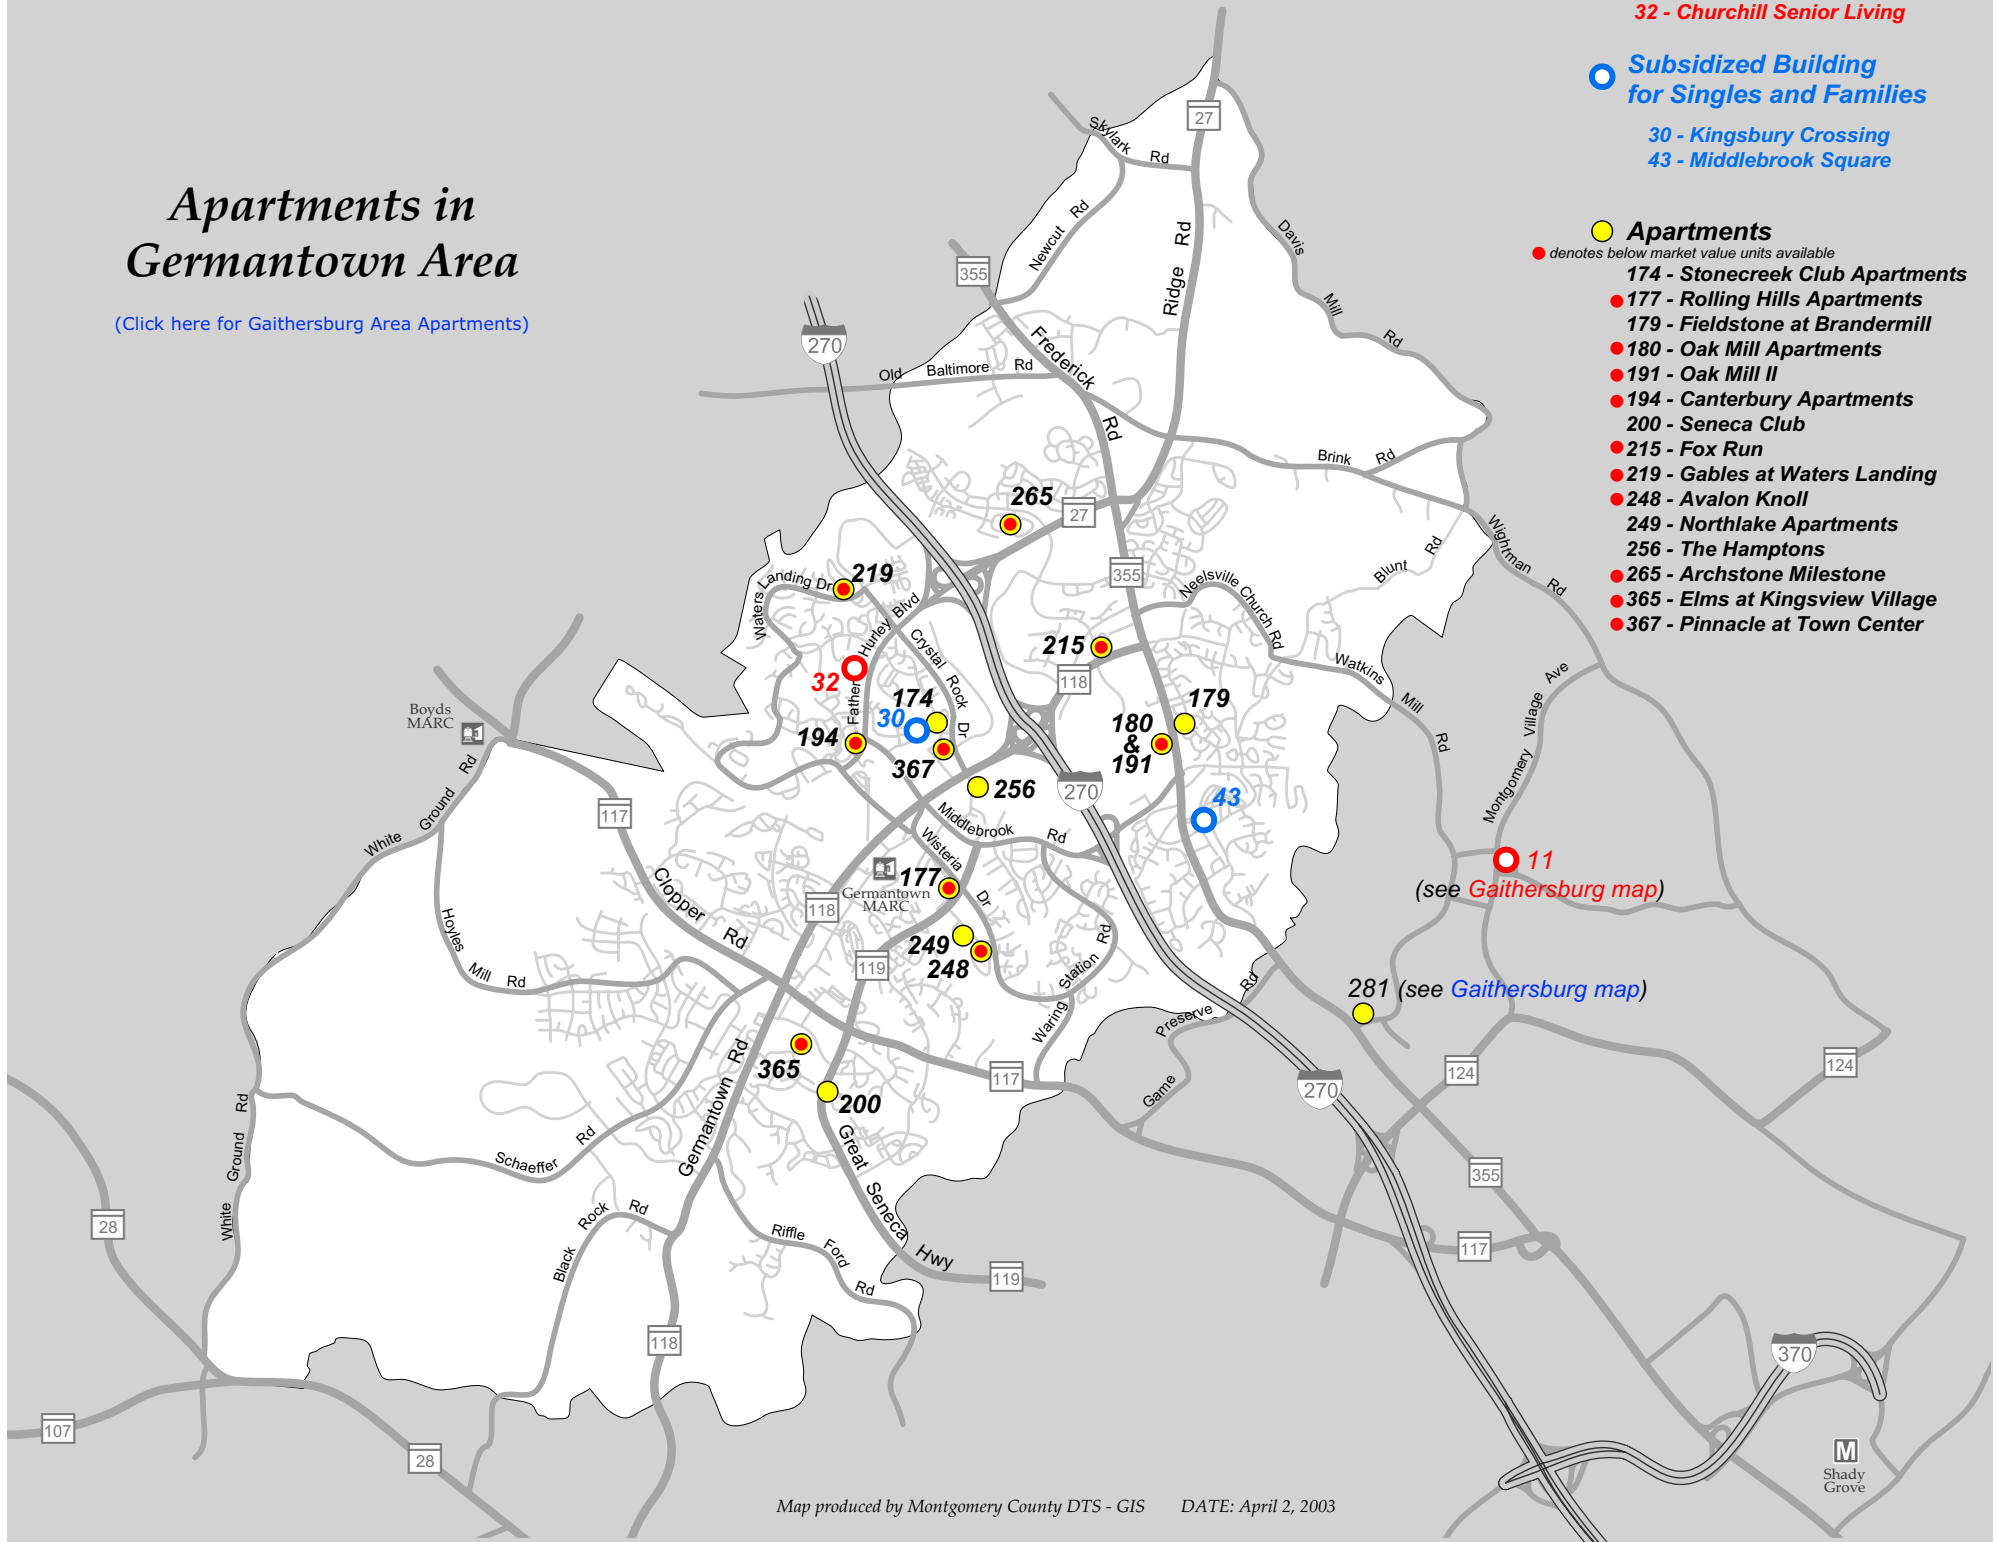 32 - Churchill Senior Living
Subsidized Building
for Singles and Families
30 - Kingsbury Crossing
43 - Middlebrook Square
Apartments
denotes below market value units available
174 - Stonecreek Club Apartments
177 - Rolling Hills Apartments
179 - Fieldstone at Brandermill
180 - Oak Mill Apartments
191 - Oak Mill II
194 - Canterbury Apartments
200 - Seneca Club
215 - Fox Run
219 - Gables at Waters Landing
248 - Avalon Knoll
249 - Northlake Apartments
256 - The Hamptons
265 - Archstone Milestone
365 - Elms at Kingsview Village
367 - Pinnacle at Town Center
Apartments in
Germantown Area
(Click here for Gaithersburg Area Apartments)
27
Skylark Rd
Newcut Rd
Ridge Rd
Davis Mill Rd
355
Frederick Rd
270
Old Baltimore Rd
Brink Rd
265
27
Wightman Rd
355
Blunt Rd
Neelsville Church Rd
219
Waters Landing Dr
Father Hurley Blvd
Crystal Rock Dr
215
118
Watkins Mill Rd
Montgomery Village Ave
32
174
30
179
180
&
191
194
367
256
270
43
Boyds
MARC
117
White Ground Rd
Middlebrook Rd
Wisteria Dr
Germantown
MARC
177
11
(see Gaithersburg map)
Clopper Rd
118
Hoyles Mill Rd
119
249
248
Waring Station Rd
281 (see Gaithersburg map)
Game Preserve Rd
365
200
117
270
124
124
Germantown Rd
White Ground Rd
Schaeffer Rd
Great Seneca Hwy
355
28
Black Rock Rd
Riffle Ford Rd
119
117
118
370
107
28
M
Shady
Grove
Map produced by Montgomery County DTS - GIS DATE: April 2, 2003